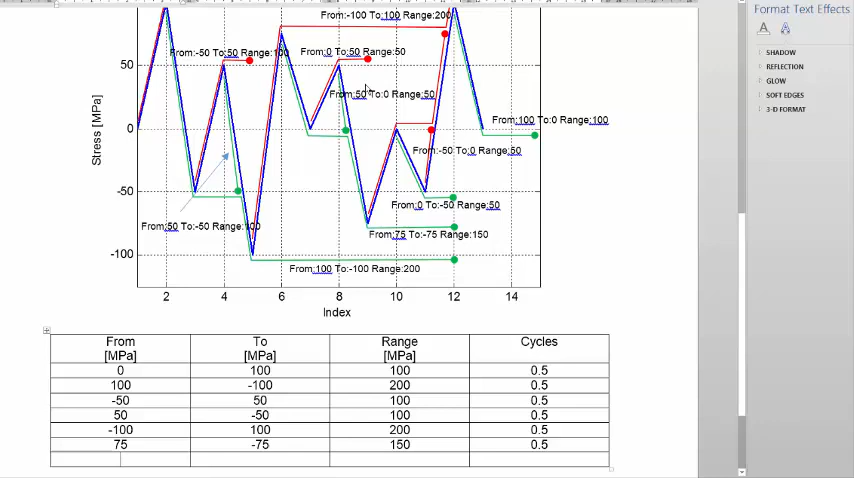 Format Text Effects
SHADOW
REFLECTION
GLOW
SOFT EDGES
3-D FORMAT
From:-100 To:100 Range:200
From:-50 To:50 Range:100
From:0 To:50 Range:50
From:50 To:0 Range:50
From:100 To:0 Range:100
From:-50 To:0 Range:50
From:0 To:-50 Range:50
From:50 To:-50 Range:100
From:75 To:-75 Range:150
From:100 To:-100 Range:200
Stress [MPa]
50
0
-50
-100
2 4 6 8 10 12 14
Index
From To Range Cycles
[MPa] [MPa] [MPa]
0 100 100 0.5
100 -100 200 0.5
-50 50 100 0.5
50 -50 100 0.5
-100 100 200 0.5
75 -75 150 0.5